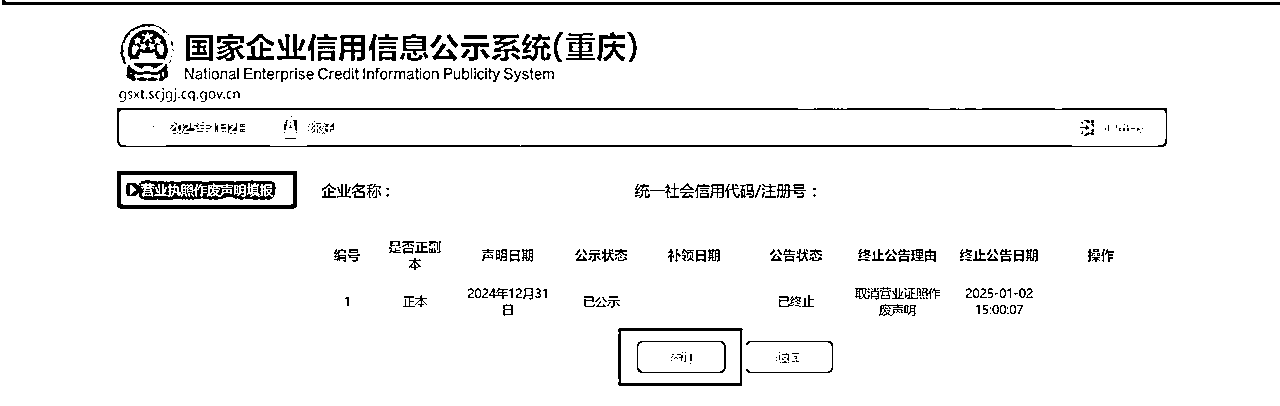 国家企业信用信息公示系统(重庆)
National Enterprise Credit Information Publicity System
gsxt.scjgj.cq.gov.cn
2025年1月2日
营业执照作废声明填报 企业名称： 统一社会信用代码/注册号：
编号 是否正副本 声明日期 公示状态 补领日期 公告状态 终止公告理由 终止公告日期 操作
1 正本 2024年12月31日 已公示 已终止 取消营业证照作废声明 2025-01-02 15:00:07
返回